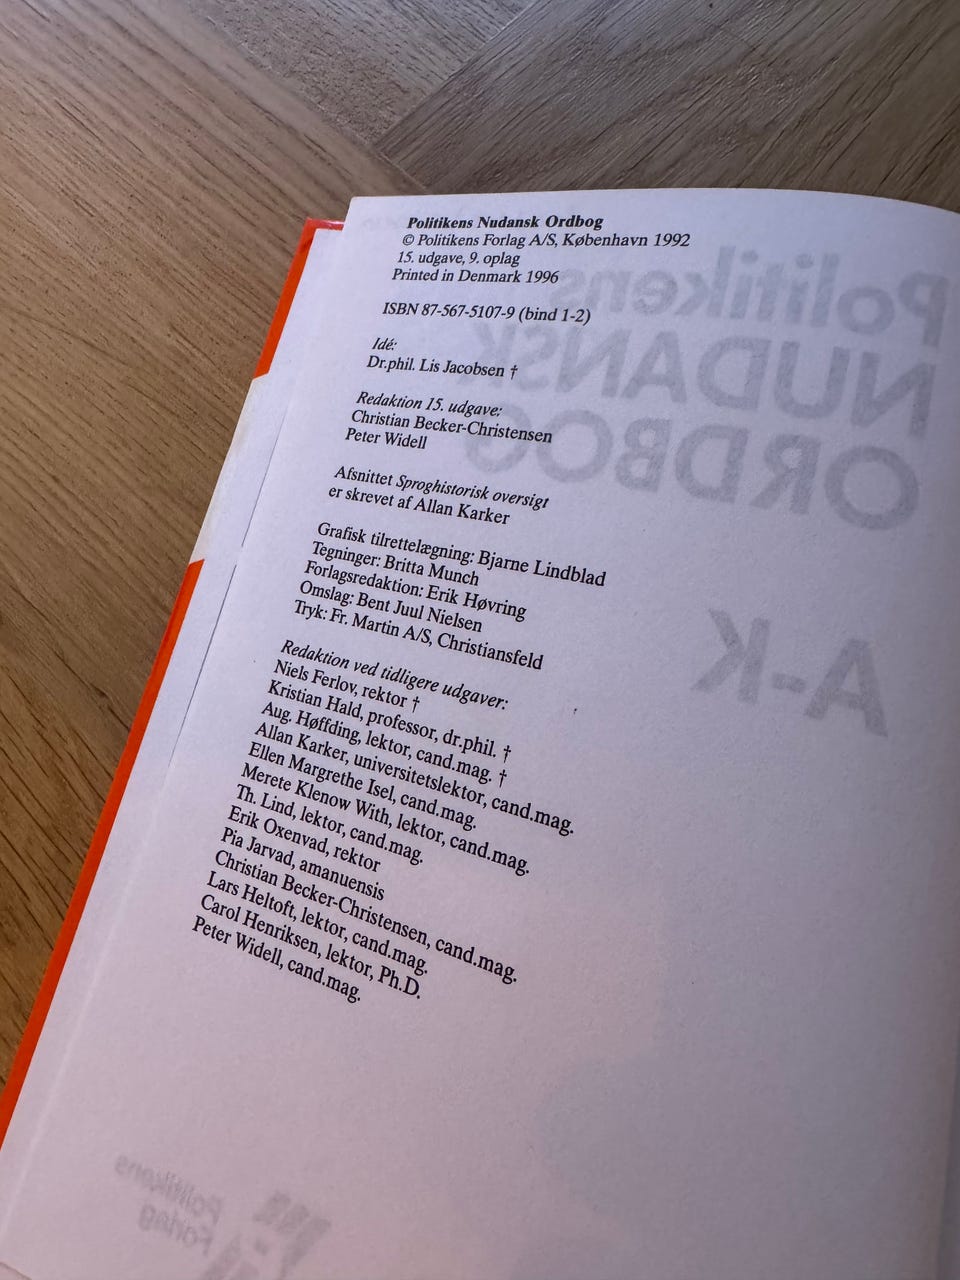 Politikens Nudansk Ordbog
© Politikens Forlag A/S, København 1992
15. udgave, 9. oplag
Printed in Denmark 1996
ISBN 87-567-5107-9 (bind 1-2)
Idé:
Dr.phil. Lis Jacobsen †
Redaktion 15. udgave:
Christian Becker-Christensen
Peter Widell
Afsnittet Sproghistorisk oversigt
er skrevet af Allan Karker
Grafisk tilrettelægning: Bjarne Lindblad
Tegninger: Britta Munch
Forlagsredaktion: Erik Høvring
Omslag: Bent Juul Nielsen
Tryk: Fr. Martin A/S, Christiansfeld
Redaktion ved tidligere udgaver:
Niels Ferlov, rektor †
Kristian Hald, professor, dr.phil. †
Aug. Høffding, lektor, cand.mag. †
Allan Karker, universitetslektor, cand.mag.
Ellen Margrethe Isel, cand.mag.
Merete Klenow With, lektor, cand.mag.
Th. Lind, lektor, cand.mag.
Erik Oxenvad, rektor
Pia Jarvad, amanuensis
Christian Becker-Christensen, cand.mag.
Lars Heltoft, lektor, cand.mag.
Carol Henriksen, lektor, Ph.D.
Peter Widell, cand.mag.
Politikens
NUDANSK
ORDBOG
A-K
Politikens
Forlag